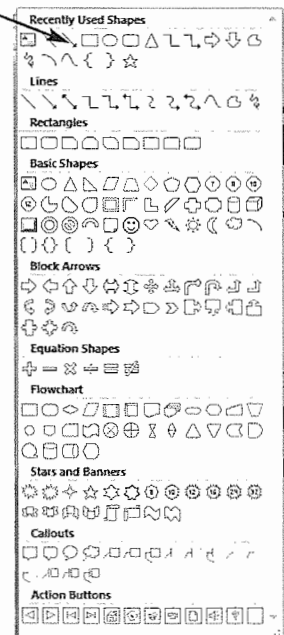 Recently Used Shapes
Lines
Rectangles
Basic Shapes
Block Arrows
Equation Shapes
Flowchart
Stars and Banners
Callouts
Action Buttons